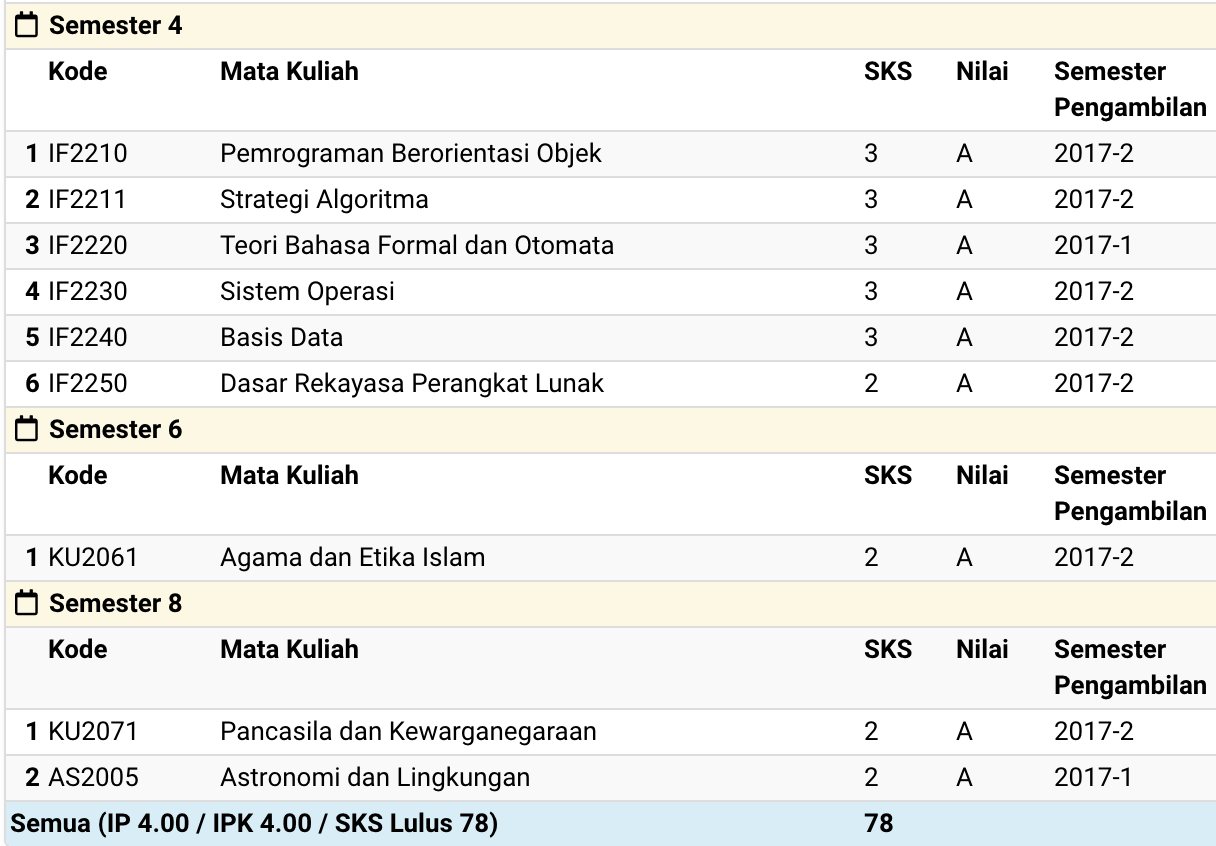 Semester 4
Kode Mata Kuliah SKS Nilai Semester
Pengambilan
1 IF2210 Pemrograman Berorientasi Objek 3 A 2017-2
2 IF2211 Strategi Algoritma 3 A 2017-2
3 IF2220 Teori Bahasa Formal dan Otomata 3 A 2017-1
4 IF2230 Sistem Operasi 3 A 2017-2
5 IF2240 Basis Data 3 A 2017-2
6 IF2250 Dasar Rekayasa Perangkat Lunak 2 A 2017-2
Semester 6
Kode Mata Kuliah SKS Nilai Semester
Pengambilan
1 KU2061 Agama dan Etika Islam 2 A 2017-2
Semester 8
Kode Mata Kuliah SKS Nilai Semester
Pengambilan
1 KU2071 Pancasila dan Kewarganegaraan 2 A 2017-2
2 AS2005 Astronomi dan Lingkungan 2 A 2017-1
Semua (IP 4.00 / IPK 4.00 / SKS Lulus 78) 78